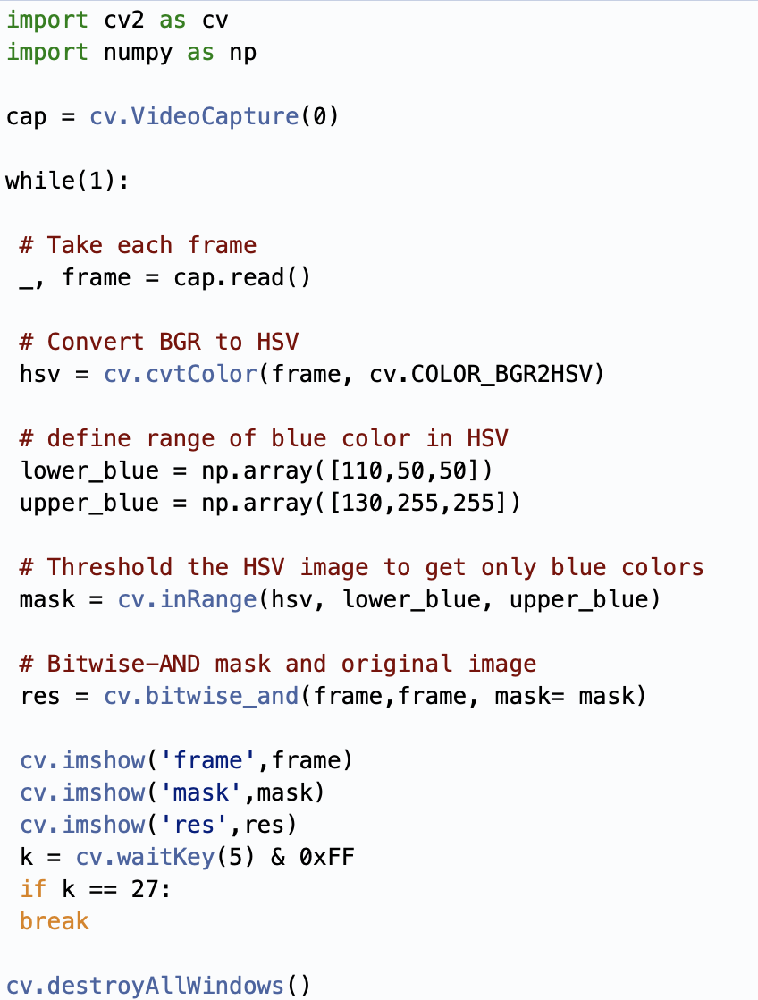 import cv2 as cv
import numpy as np

cap = cv.VideoCapture(0)

while(1):

 # Take each frame
 _, frame = cap.read()

 # Convert BGR to HSV
 hsv = cv.cvtColor(frame, cv.COLOR_BGR2HSV)

 # define range of blue color in HSV
 lower_blue = np.array([110,50,50])
 upper_blue = np.array([130,255,255])

 # Threshold the HSV image to get only blue colors
 mask = cv.inRange(hsv, lower_blue, upper_blue)

 # Bitwise-AND mask and original image
 res = cv.bitwise_and(frame,frame, mask= mask)

 cv.imshow('frame',frame)
 cv.imshow('mask',mask)
 cv.imshow('res',res)
 k = cv.waitKey(5) & 0xFF
 if k == 27:
 break

cv.destroyAllWindows()